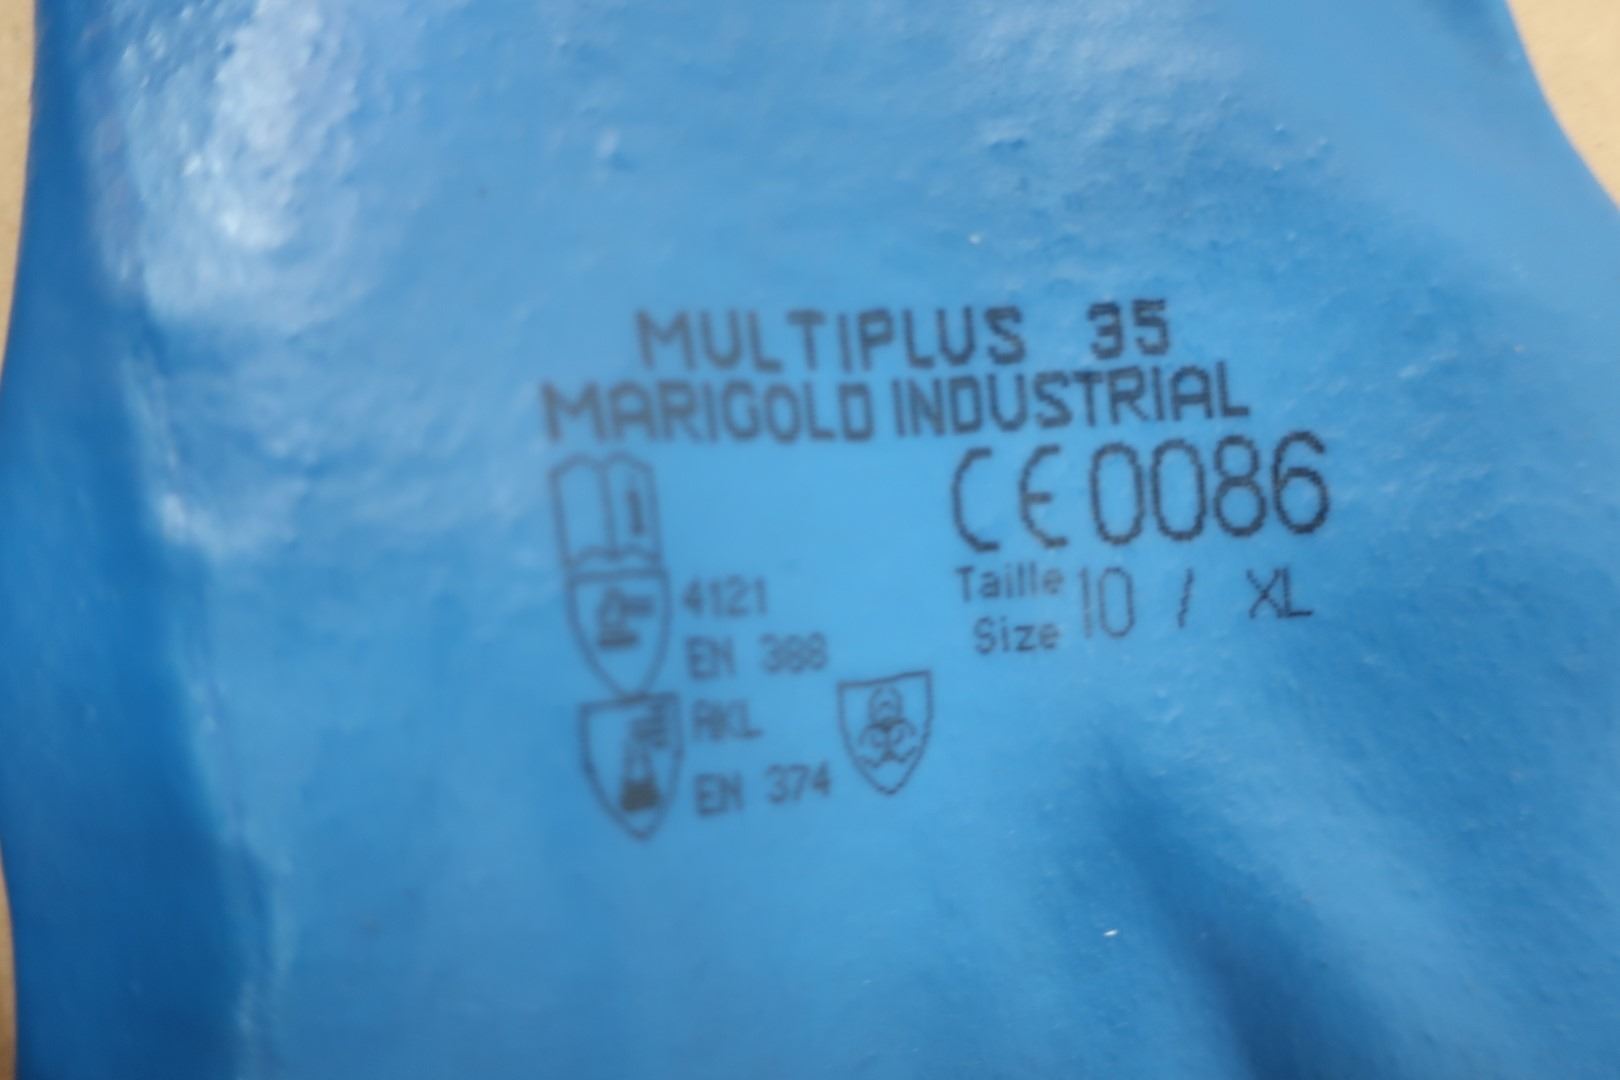 MULTIPLUS 35
MARIGOLD INDUSTRIAL
CE 0086
Taille
Size 10 / XL
4121
EN 388
AKL
EN 374